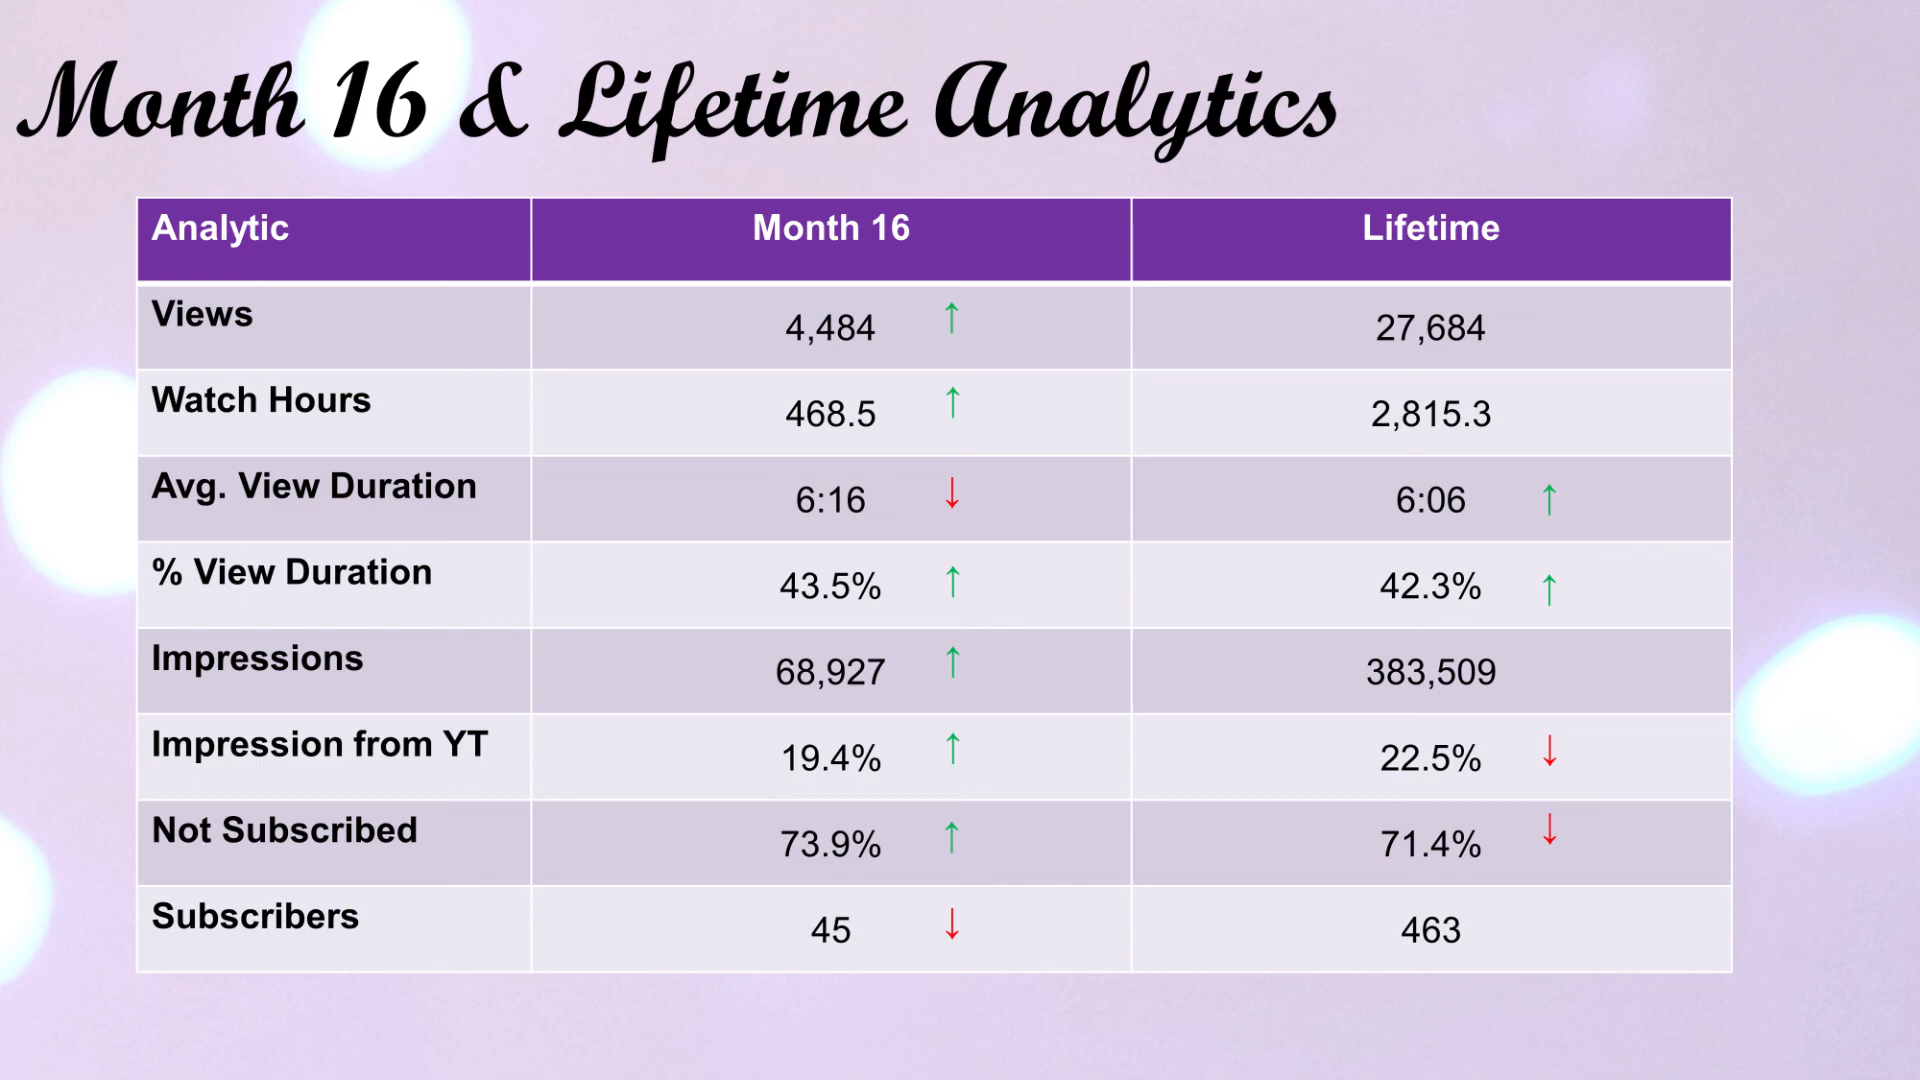 Month 16 & Lifetime Analytics
Analytic Month 16 Lifetime
Views 4,484 ↑ 27,684
Watch Hours 468.5 ↑ 2,815.3
Avg. View Duration 6:16 ↓ 6:06 ↑
% View Duration 43.5% ↑ 42.3% ↑
Impressions 68,927 ↑ 383,509
Impression from YT 19.4% ↑ 22.5% ↓
Not Subscribed 73.9% ↑ 71.4% ↓
Subscribers 45 ↓ 463